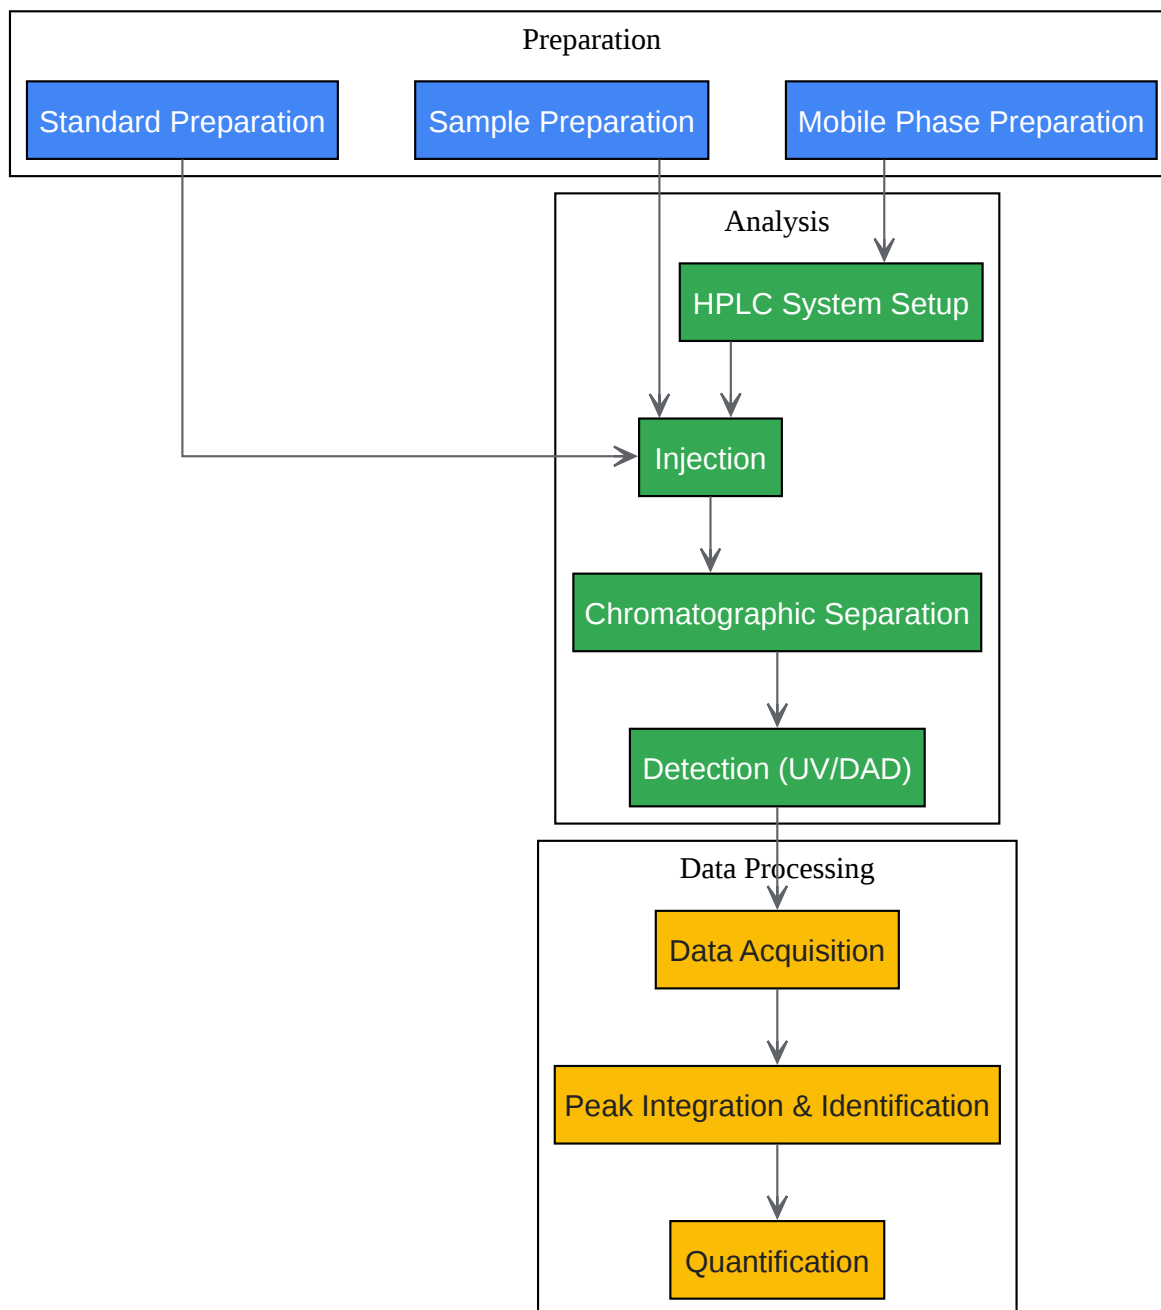 Preparation
Standard Preparation
Sample Preparation
Mobile Phase Preparation
Analysis
HPLC System Setup
Injection
Chromatographic Separation
Detection (UV/DAD)
Data Processing
Data Acquisition
Peak Integration & Identification
Quantification